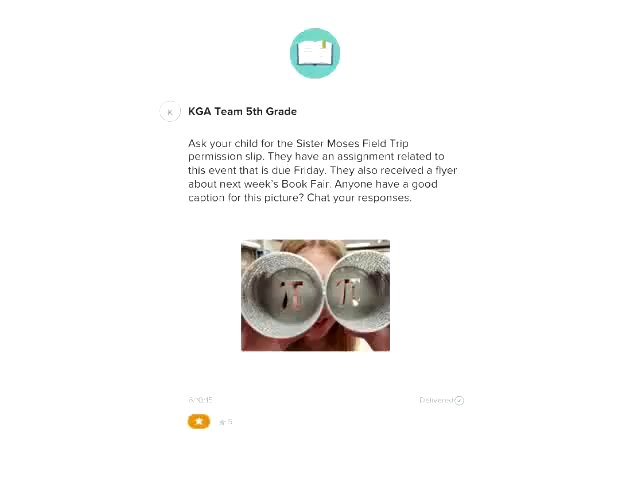 K KGA Team 5th Grade
Ask your child for the Sister Moses Field Trip
permission slip. They have an assignment related to
this event that is due Friday. They also received a flyer
about next week's Book Fair. Anyone have a good
caption for this picture? Chat your responses.
π π
Delivered
5